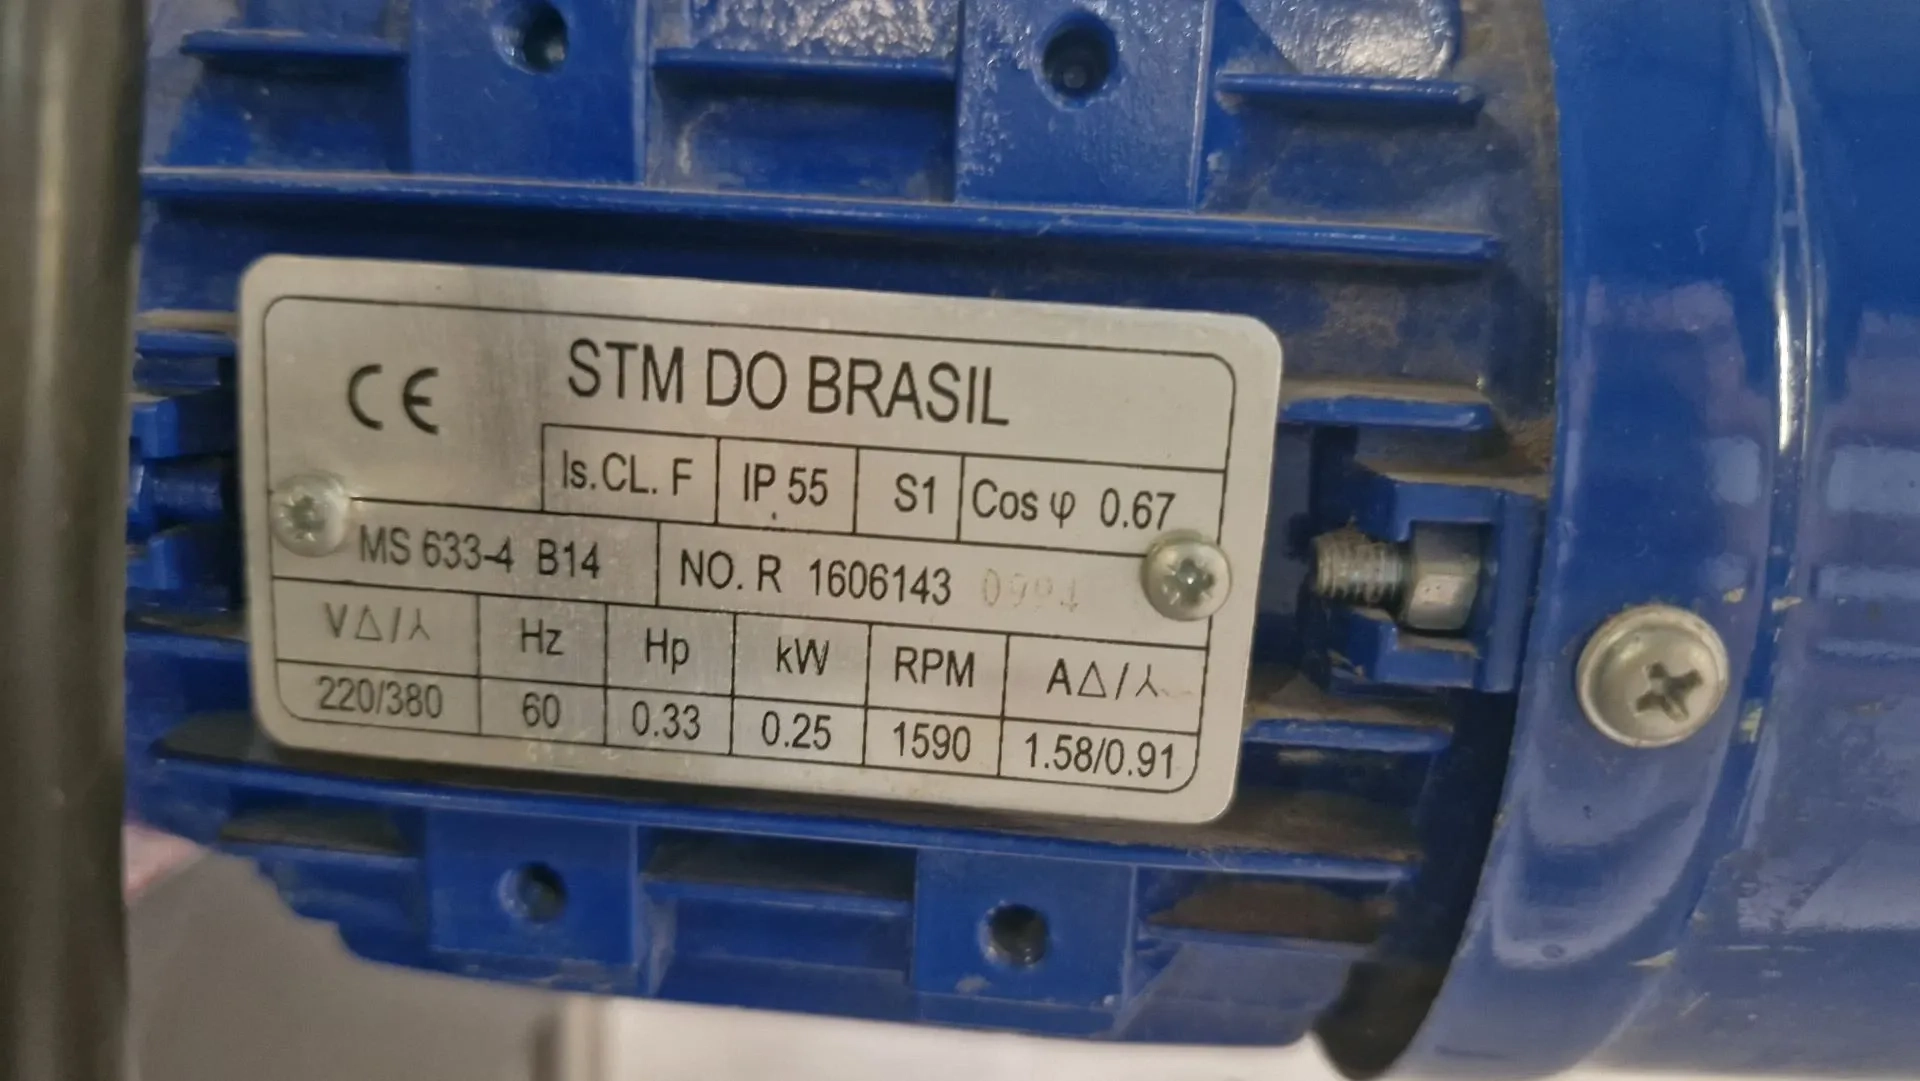 CE
STM DO BRASIL
Is.CL. F IP 55 S1 Cos φ 0.67
MS 633-4 B14 NO. R 1606143 0994
V△/⅄ Hz Hp kW RPM A△/⅄
220/380 60 0.33 0.25 1590 1.58/0.91